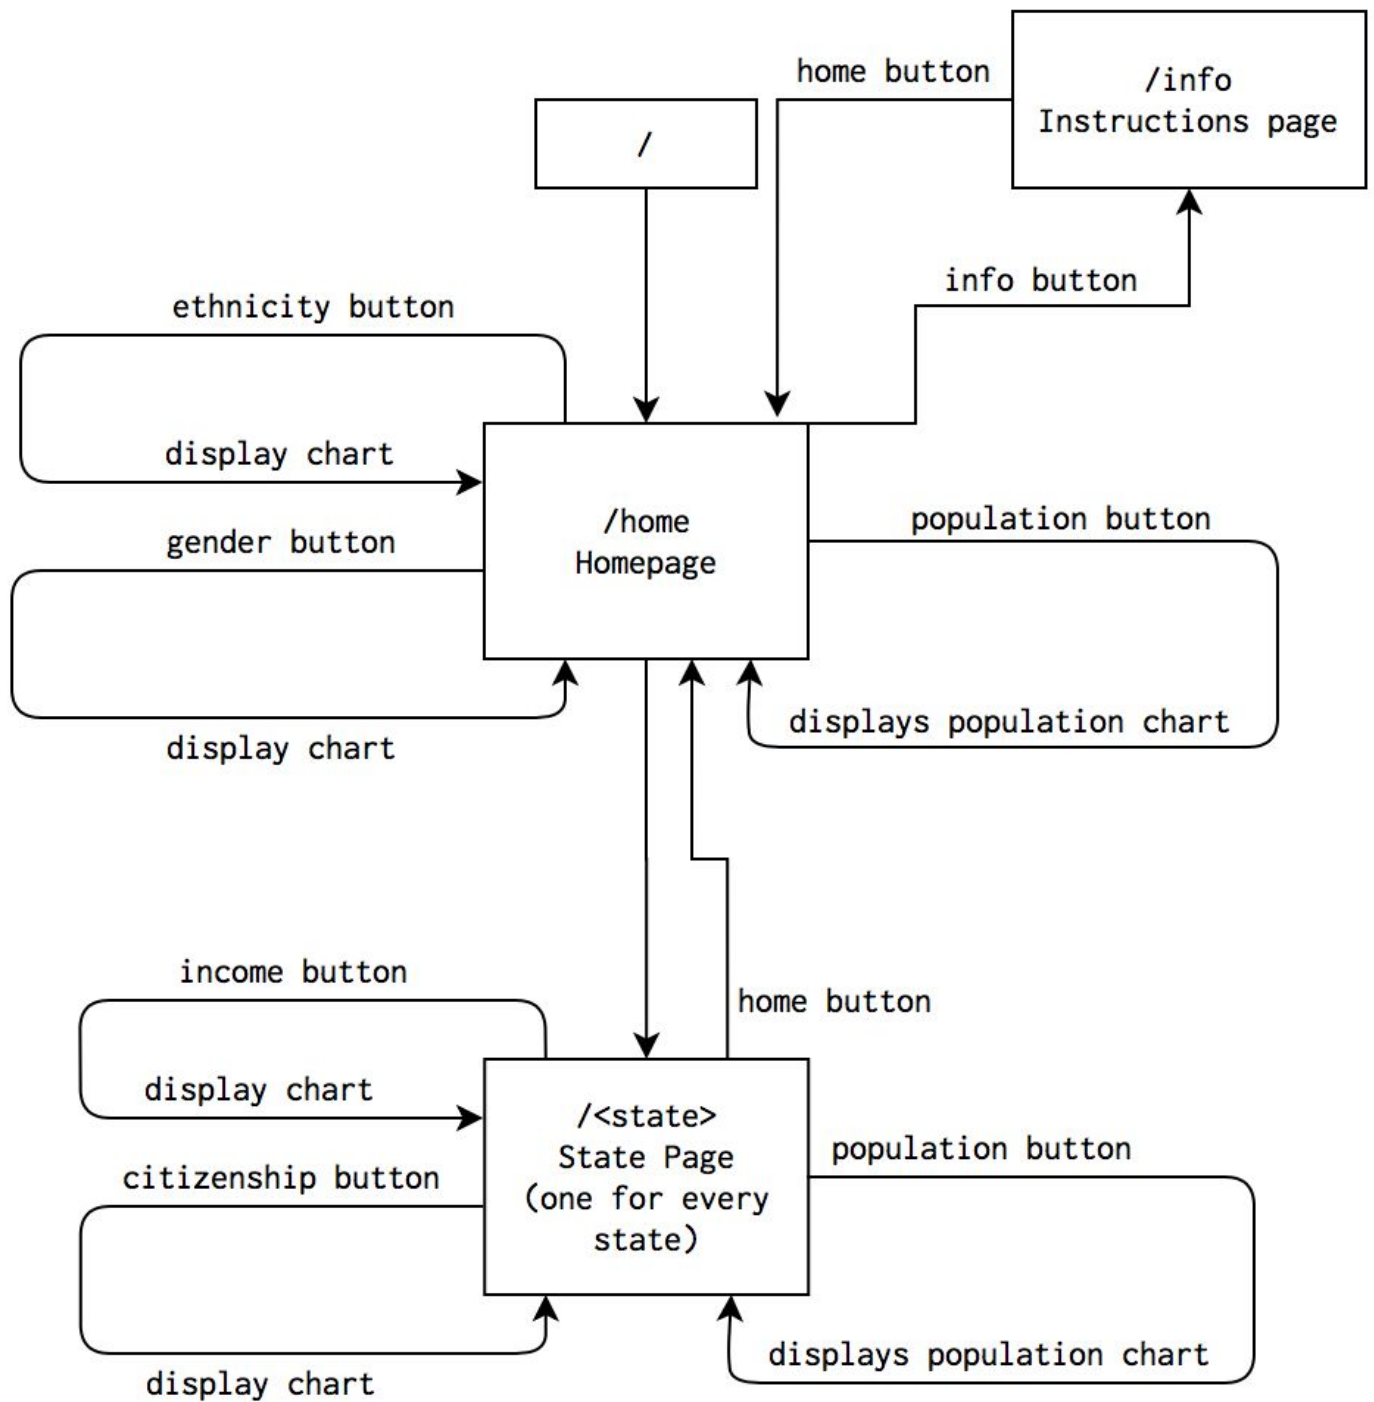 home button
/info
Instructions page
/
info button
ethnicity button
display chart
gender button
/home
Homepage
population button
display chart
displays population chart
income button
home button
display chart
/<state>
State Page
(one for every
state)
citizenship button
population button
display chart
displays population chart